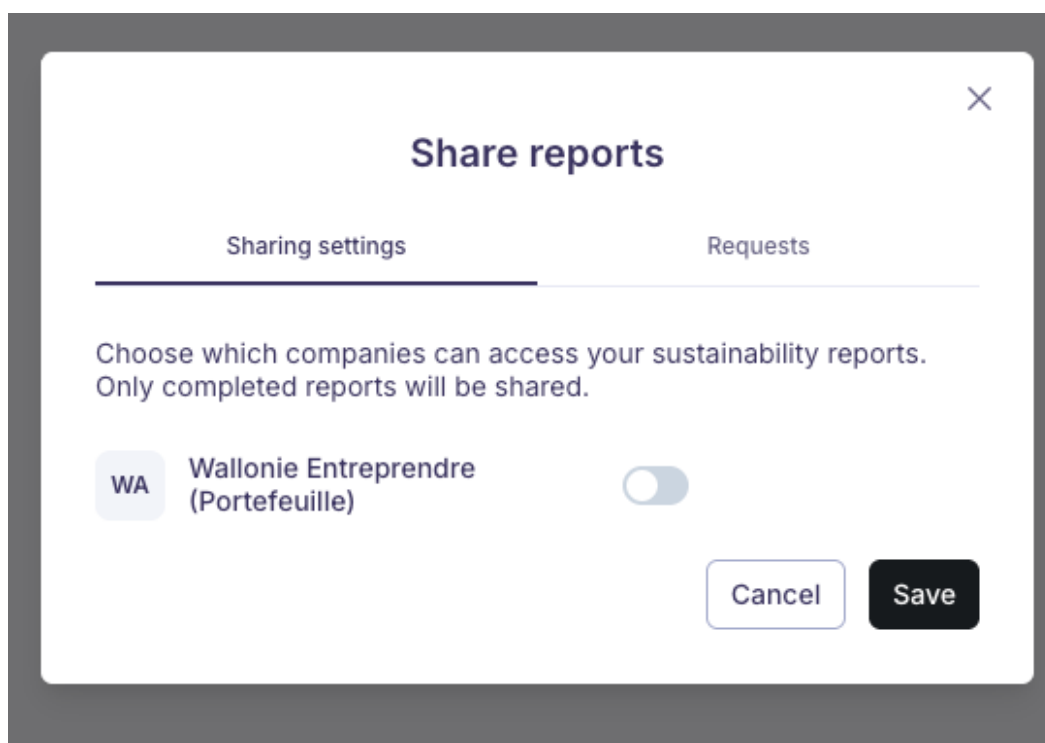 Share reports
Sharing settings
Requests
Choose which companies can access your sustainability reports.
Only completed reports will be shared.
WA
Wallonie Entreprendre
(Portefeuille)
Cancel
Save